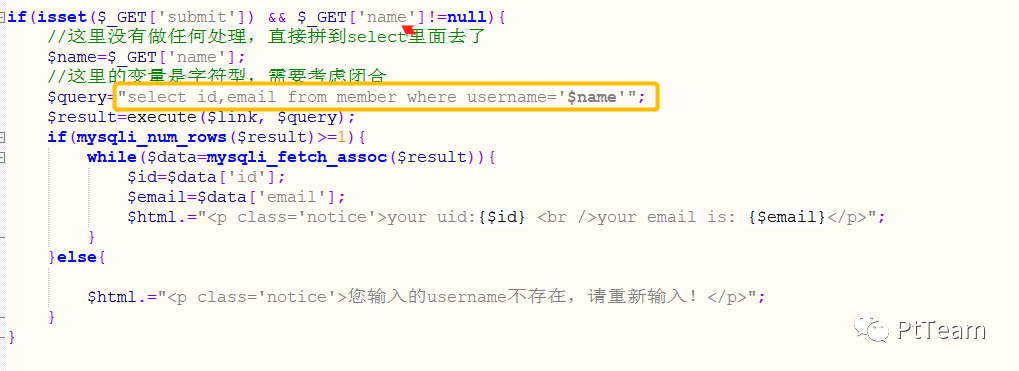 if(isset($_GET['submit']) && $_GET['name']!=null){
//这里没有做任何处理，直接拼到select里面去了
$name=$_GET['name'];
//这里的变量是字符型，需要考虑闭合
$query="select id,email from member where username='$name'";
$result=execute($link, $query);
if(mysqli_num_rows($result)>=1){
while($data=mysqli_fetch_assoc($result)){
$id=$data['id'];
$email=$data['email'];
$html.="<p class='notice'>your uid:{$id} <br />your email is: {$email}</p>";
}
}else{
$html.="<p class='notice'>您输入的username不存在，请重新输入！</p>";
}
}
PtTeam